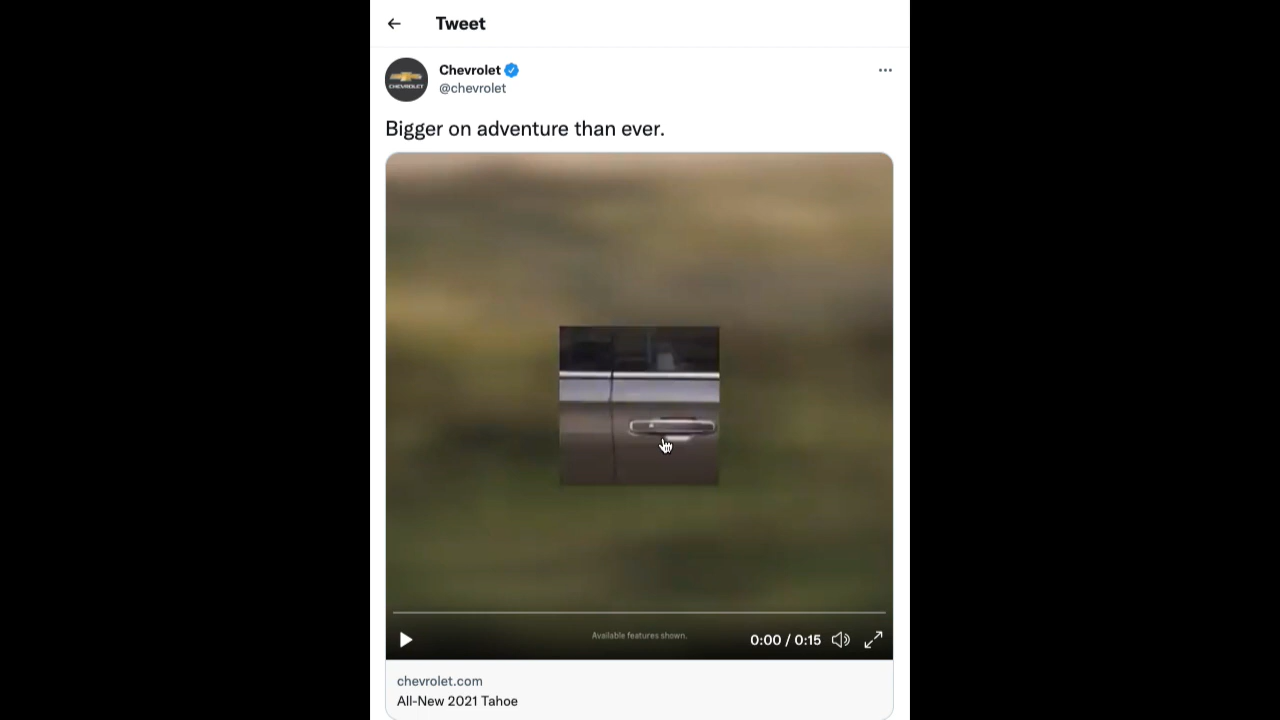 Tweet
Chevrolet
@chevrolet
CHEVROLET
Bigger on adventure than ever.
Available features shown.
0:00 / 0:15
chevrolet.com
All-New 2021 Tahoe